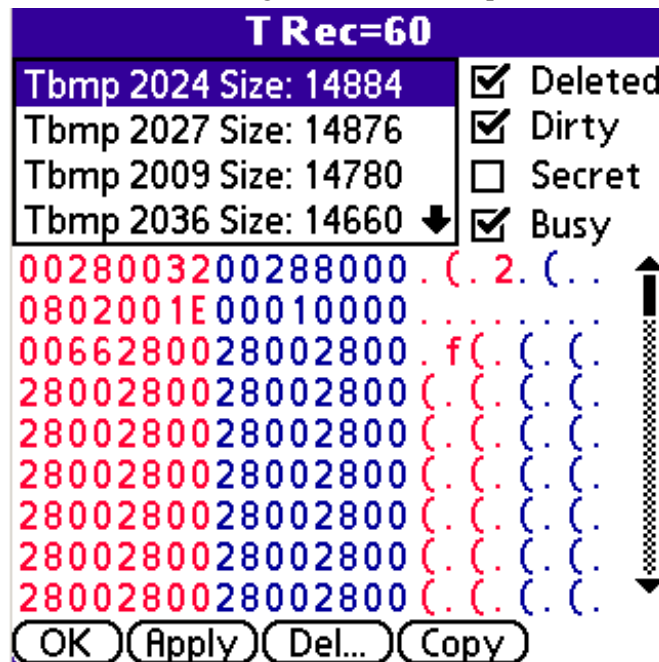 T Rec=60
Tbmp 2024 Size: 14884
Tbmp 2027 Size: 14876
Tbmp 2009 Size: 14780
Tbmp 2036 Size: 14660
Deleted
Dirty
Secret
Busy
0028003200288000.(.2.(..
0802001E00010000........
0066280028002800.f(.(.(.
2800280028002800(.(.(.(.
2800280028002800(.(.(.(.
2800280028002800(.(.(.(.
2800280028002800(.(.(.(.
2800280028002800(.(.(.(.
2800280028002800(.(.(.(.
OK Apply Del... Copy